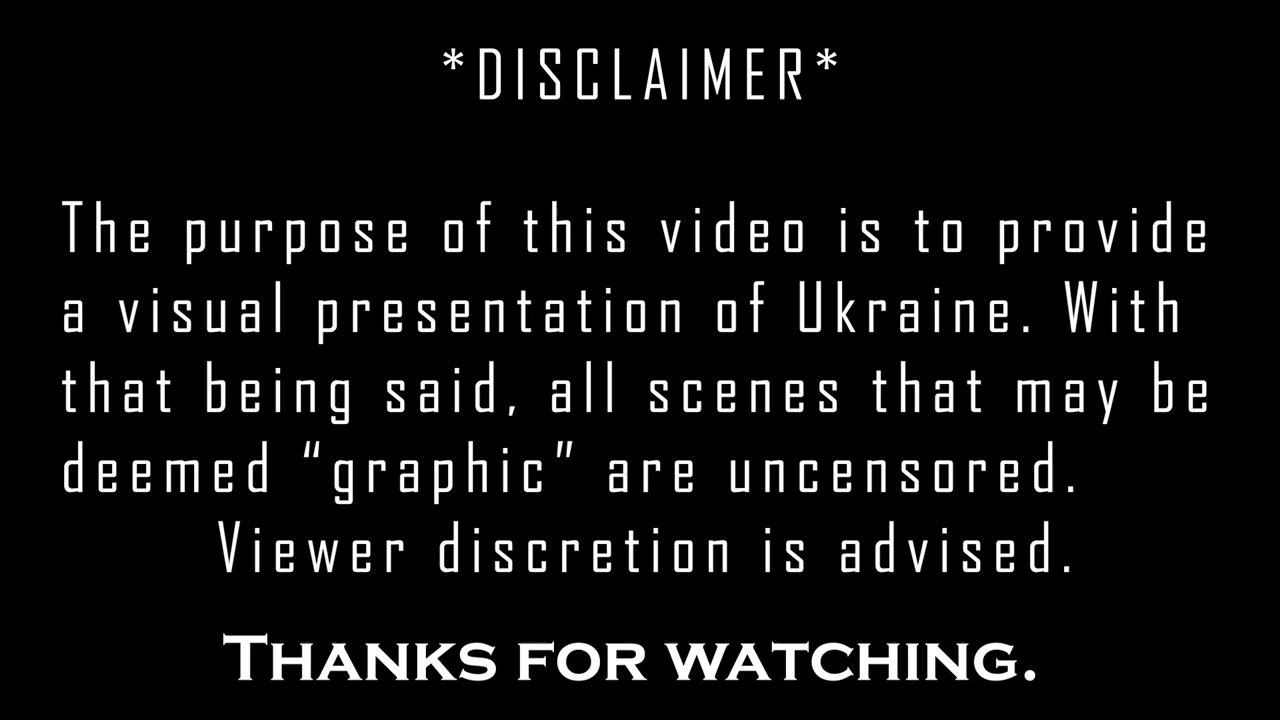 *DISCLAIMER*
The purpose of this video is to provide
a visual presentation of Ukraine. With
that being said, all scenes that may be
deemed “graphic” are uncensored.
Viewer discretion is advised.
THANKS FOR WATCHING.